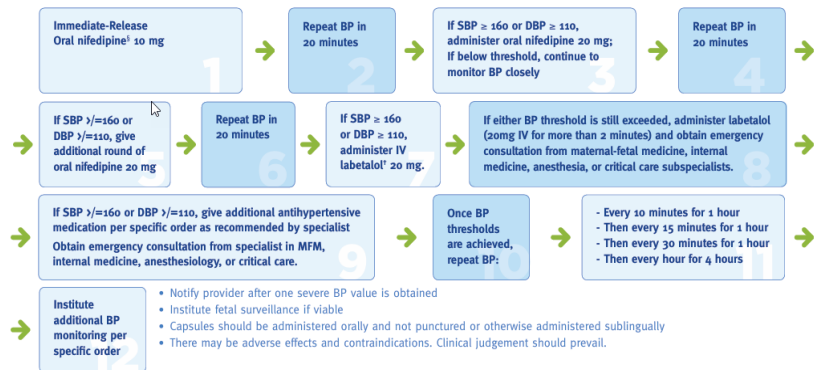 Immediate-Release
Oral nifedipine§ 10 mg
1
Repeat BP in
20 minutes
2
If SBP ≥ 160 or DBP ≥ 110,
administer oral nifedipine 20 mg;
If below threshold, continue to
monitor BP closely
3
Repeat BP in
20 minutes
4
If SBP >/=160 or
DBP >/=110, give
additional round of
oral nifedipine 20 mg
5
Repeat BP in
20 minutes
6
If SBP ≥ 160
or DBP ≥ 110,
administer IV
labetalol† 20 mg.
7
If either BP threshold is still exceeded, administer labetalol
(20mg IV for more than 2 minutes) and obtain emergency
consultation from maternal-fetal medicine, internal
medicine, anesthesia, or critical care subspecialists.
8
If SBP >/=160 or DBP >/=110, give additional antihypertensive
medication per specific order as recommended by specialist
Obtain emergency consultation from specialist in MFM,
internal medicine, anesthesiology, or critical care.
9
Once BP
thresholds
are achieved,
repeat BP:
10
- Every 10 minutes for 1 hour
- Then every 15 minutes for 1 hour
- Then every 30 minutes for 1 hour
- Then every hour for 4 hours
11
Institute
additional BP
monitoring per
specific order
12
• Notify provider after one severe BP value is obtained
• Institute fetal surveillance if viable
• Capsules should be administered orally and not punctured or otherwise administered sublingually
• There may be adverse effects and contraindications. Clinical judgement should prevail.